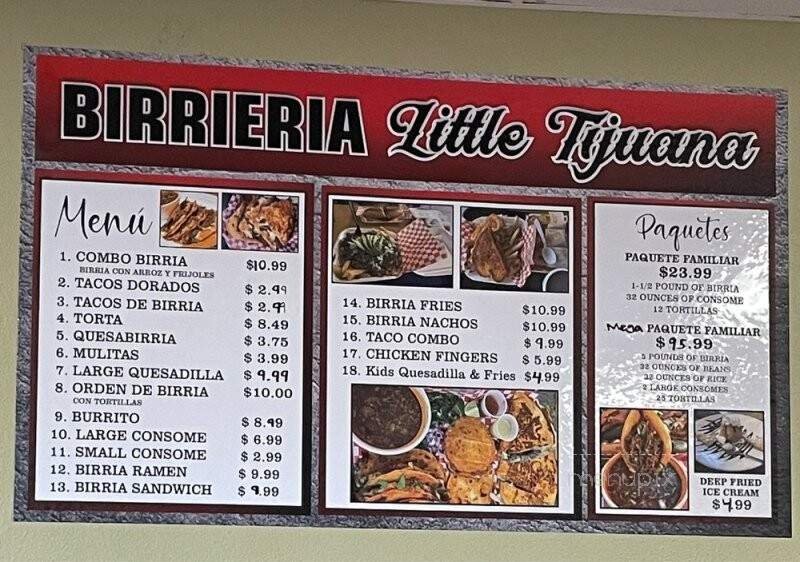 BIRRIERIA Little Tijuana
Menú
1. COMBO BIRRIA $10.99
BIRRIA CON ARROZ Y FRIJOLES
2. TACOS DORADOS $2.99
3. TACOS DE BIRRIA $2.99
4. TORTA $8.49
5. QUESABIRRIA $3.75
6. MULITAS $3.99
7. LARGE QUESADILLA $9.99
8. ORDEN DE BIRRIA $10.00
CON TORTILLAS
9. BURRITO $8.49
10. LARGE CONSOME $6.99
11. SMALL CONSOME $2.99
12. BIRRIA RAMEN $9.99
13. BIRRIA SANDWICH $9.99
14. BIRRIA FRIES $10.99
15. BIRRIA NACHOS $10.99
16. TACO COMBO $9.99
17. CHICKEN FINGERS $5.99
18. Kids Quesadilla & Fries $4.99
Paquetes
PAQUETE FAMILIAR
$23.99
1-1/2 POUND OF BIRRIA
32 OUNCES OF CONSOME
12 TORTILLAS
Mega PAQUETE FAMILIAR
$95.99
5 POUNDS OF BIRRIA
32 OUNCES OF BEANS
32 OUNCES OF RICE
2 LARGE CONSOMES
25 TORTILLAS
DEEP FRIED
ICE CREAM
$4.99